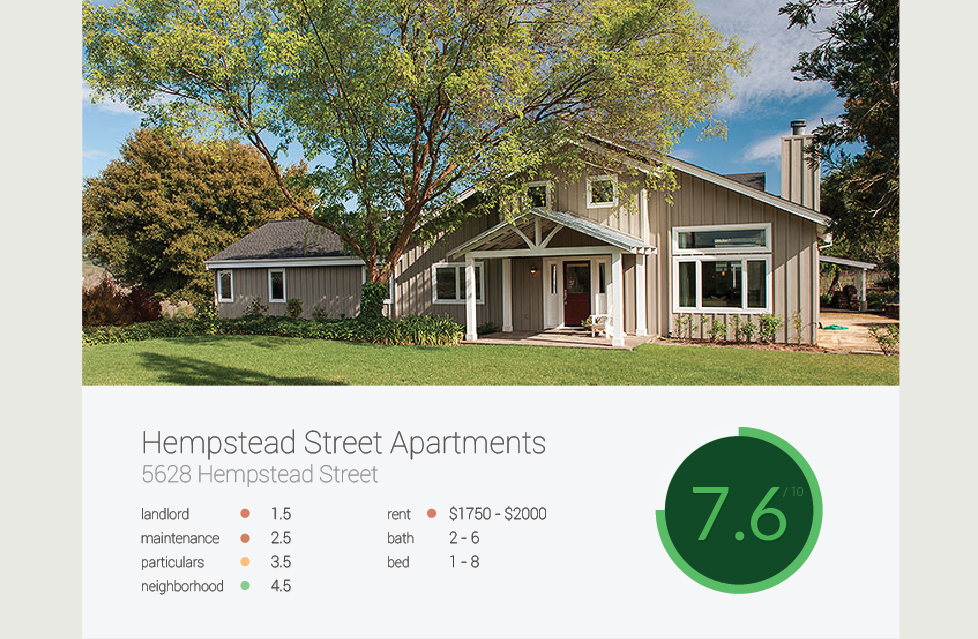 Hempstead Street Apartments
5628 Hempstead Street
landlord 1.5
maintenance 2.5
particulars 3.5
neighborhood 4.5
rent $1750 - $2000
bath 2 - 6
bed 1 - 8
7.6 / 10